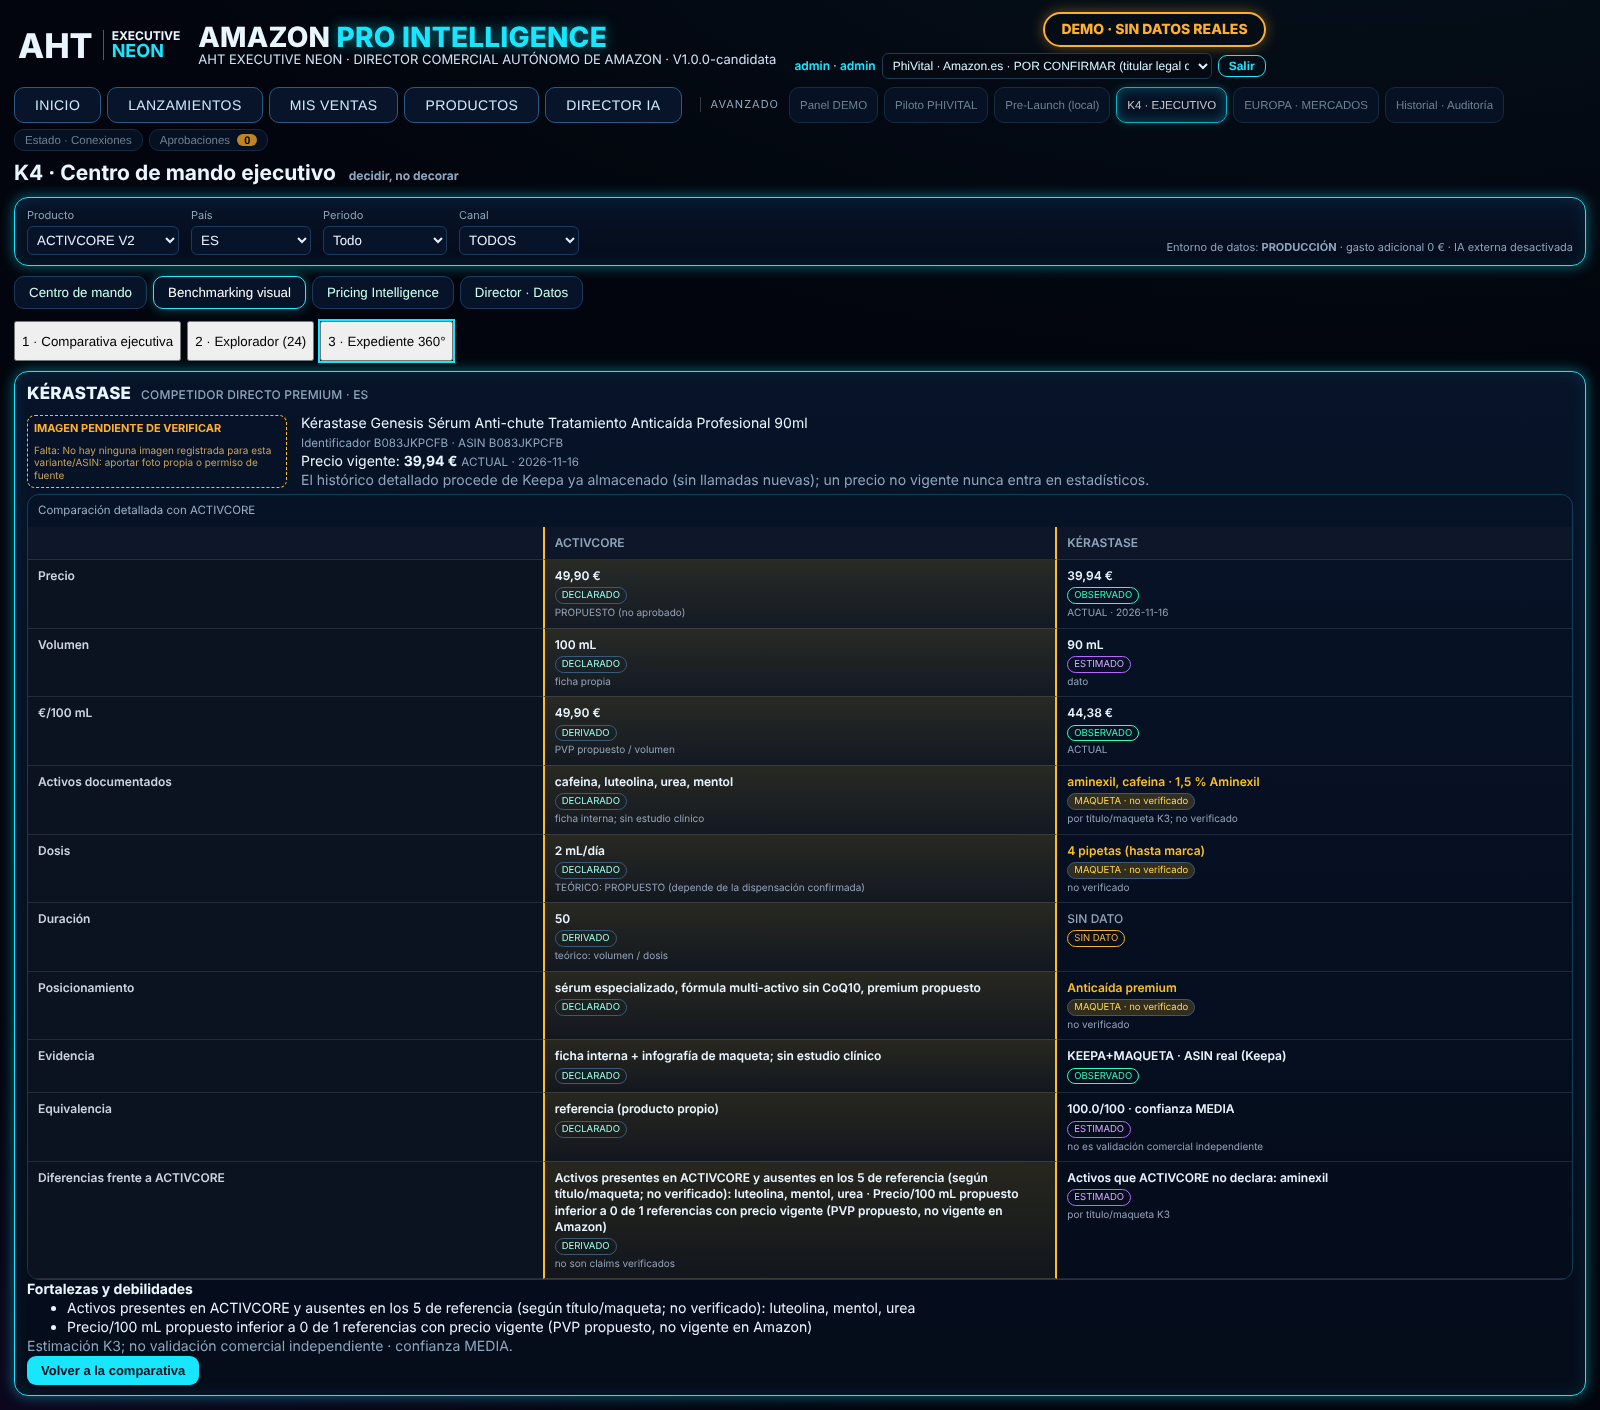 AHT EXECUTIVE NEON
AMAZON PRO INTELLIGENCE
AHT EXECUTIVE NEON · DIRECTOR COMERCIAL AUTÓNOMO DE AMAZON · V1.0.0-candidata
DEMO · SIN DATOS REALES
admin · admin
PhiVital · Amazon.es · POR CONFIRMAR (titular legal d
Salir
INICIO
LANZAMIENTOS
MIS VENTAS
PRODUCTOS
DIRECTOR IA
AVANZADO
Panel DEMO
Piloto PHIVITAL
Pre-Launch (local)
K4 · EJECUTIVO
EUROPA · MERCADOS
Historial · Auditoría
Estado · Conexiones
Aprobaciones 0
K4 · Centro de mando ejecutivo decidir, no decorar
Producto
ACTIVCORE V2
País
ES
Periodo
Todo
Canal
TODOS
Entorno de datos: PRODUCCIÓN · gasto adicional 0 € · IA externa desactivada
Centro de mando
Benchmarking visual
Pricing Intelligence
Director · Datos
1 · Comparativa ejecutiva
2 · Explorador (24)
3 · Expediente 360°
KÉRASTASE COMPETIDOR DIRECTO PREMIUM · ES
IMAGEN PENDIENTE DE VERIFICAR
Falta: No hay ninguna imagen registrada para esta
variante/ASIN: aportar foto propia o permiso de
fuente
Kérastase Genesis Sérum Anti-chute Tratamiento Anticaída Profesional 90ml
Identificador B083JKPCFB · ASIN B083JKPCFB
Precio vigente: 39,94 € ACTUAL · 2026-11-16
El histórico detallado procede de Keepa ya almacenado (sin llamadas nuevas); un precio no vigente nunca entra en estadísticos.
Comparación detallada con ACTIVCORE
ACTIVCORE
KÉRASTASE
Precio
49,90 €
DECLARADO
PROPUESTO (no aprobado)
39,94 €
OBSERVADO
ACTUAL · 2026-11-16
Volumen
100 mL
DECLARADO
ficha propia
90 mL
ESTIMADO
dato
€/100 mL
49,90 €
DERIVADO
PVP propuesto / volumen
44,38 €
OBSERVADO
ACTUAL
Activos documentados
cafeina, luteolina, urea, mentol
DECLARADO
ficha interna; sin estudio clínico
aminexil, cafeina · 1,5 % Aminexil
MAQUETA · no verificado
por título/maqueta K3; no verificado
Dosis
2 mL/día
DECLARADO
TEÓRICO: PROPUESTO (depende de la dispensación confirmada)
4 pipetas (hasta marca)
MAQUETA · no verificado
no verificado
Duración
50
DERIVADO
teórico: volumen / dosis
SIN DATO
SIN DATO
Posicionamiento
sérum especializado, fórmula multi-activo sin CoQ10, premium propuesto
DECLARADO
Anticaída premium
MAQUETA · no verificado
no verificado
Evidencia
ficha interna + infografía de maqueta; sin estudio clínico
DECLARADO
KEEPA+MAQUETA · ASIN real (Keepa)
OBSERVADO
Equivalencia
referencia (producto propio)
DECLARADO
100.0/100 · confianza MEDIA
ESTIMADO
no es validación comercial independiente
Diferencias frente a ACTIVCORE
Activos presentes en ACTIVCORE y ausentes en los 5 de referencia (según
título/maqueta; no verificado): luteolina, mentol, urea · Precio/100 mL propuesto
inferior a 0 de 1 referencias con precio vigente (PVP propuesto, no vigente en
Amazon)
DERIVADO
no son claims verificados
Activos que ACTIVCORE no declara: aminexil
ESTIMADO
por título/maqueta K3
Fortalezas y debilidades
• Activos presentes en ACTIVCORE y ausentes en los 5 de referencia (según título/maqueta; no verificado): luteolina, mentol, urea
• Precio/100 mL propuesto inferior a 0 de 1 referencias con precio vigente (PVP propuesto, no vigente en Amazon)
Estimación K3; no validación comercial independiente · confianza MEDIA.
Volver a la comparativa